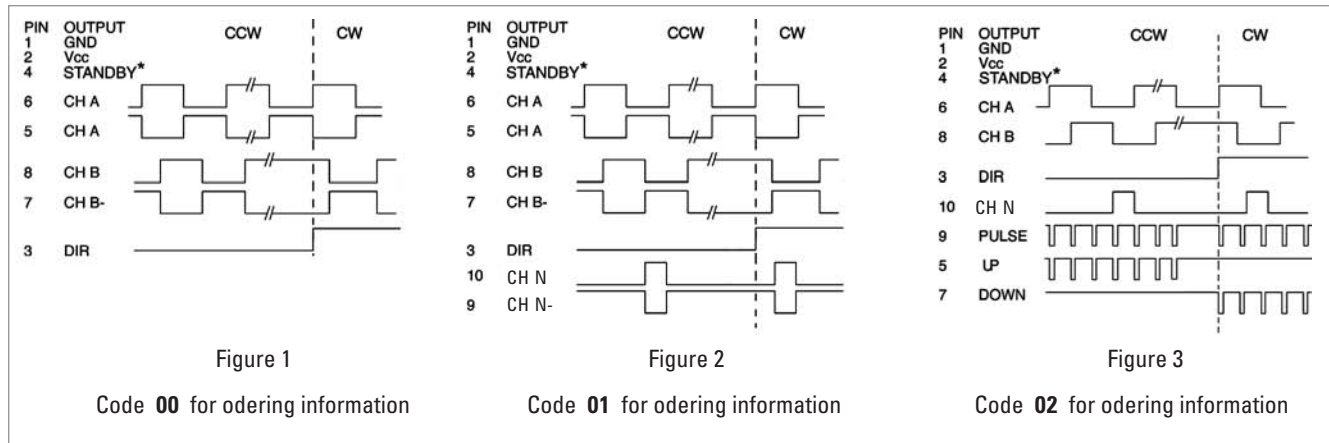 PIN OUTPUT CCW CW
1 GND
2 Vcc
4 STANDBY*
6 CH A
5 CH A
8 CH B
7 CH B-
3 DIR
Figure 1
Code 00 for odering information
PIN OUTPUT CCW CW
1 GND
2 Vcc
4 STANDBY*
6 CH A
5 CH A
8 CH B
7 CH B-
3 DIR
10 CH N
9 CH N-
Figure 2
Code 01 for odering information
PIN OUTPUT CCW CW
1 GND
2 Vcc
4 STANDBY*
6 CH A
8 CH B
3 DIR
10 CH N
9 PULSE
5 UP
7 DOWN
Figure 3
Code 02 for odering information